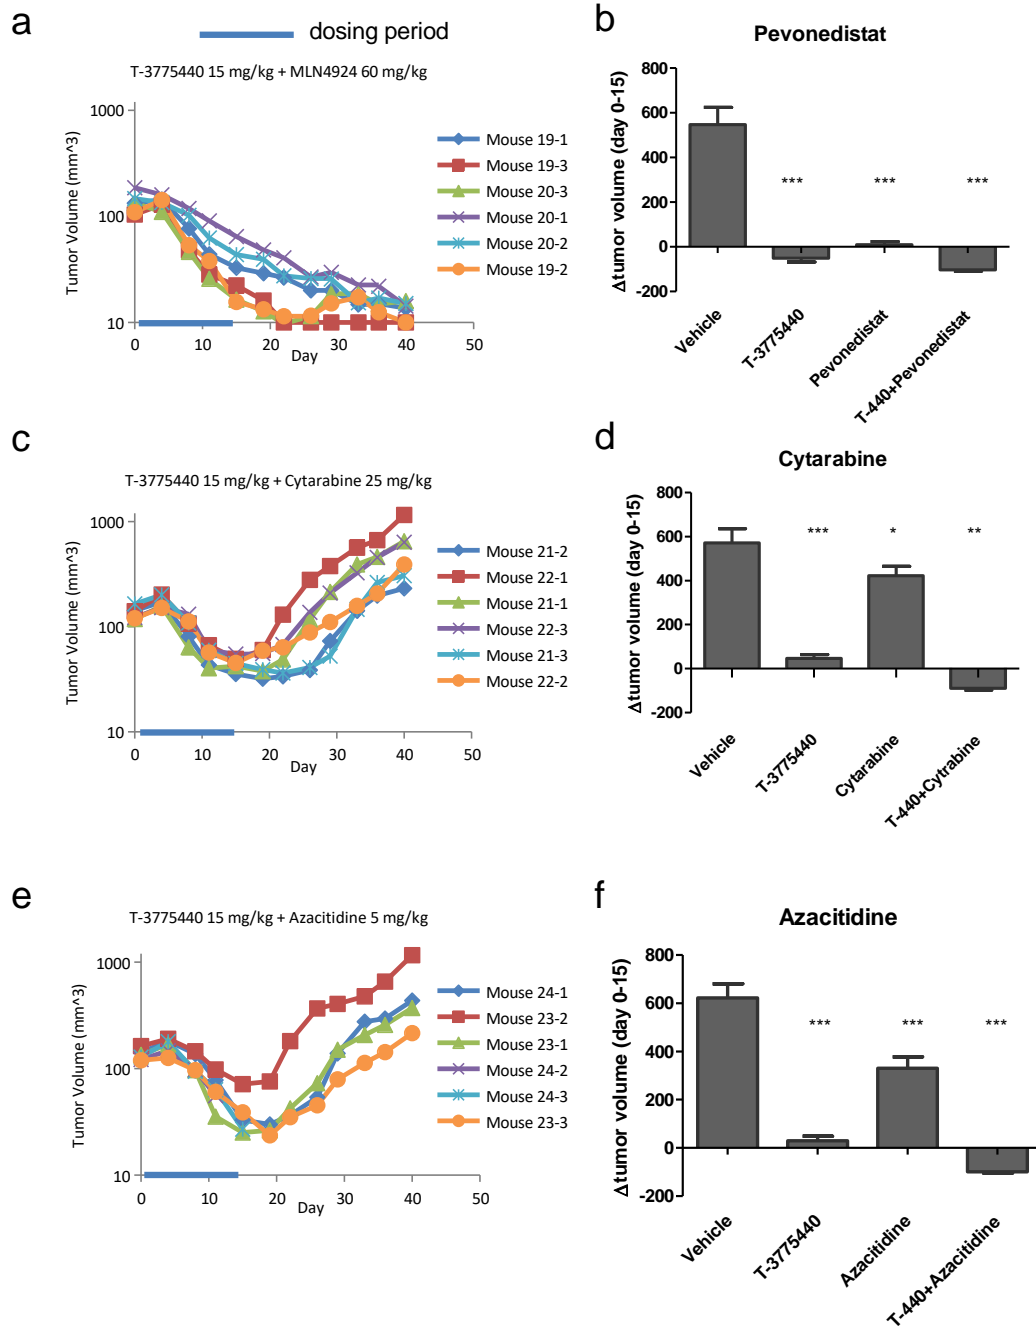 a
dosing period
T-3775440 15 mg/kg + MLN4924 60 mg/kg
Tumor Volume (mm^3)
1000
100
10
0
10
20
30
40
50
Day
Mouse 19-1
Mouse 19-3
Mouse 20-3
Mouse 20-1
Mouse 20-2
Mouse 19-2
b
Pevonedistat
Δtumor volume (day 0-15)
800
600
400
200
0
-200
***
***
***
Vehicle
T-3775440
Pevonedistat
T-440+Pevonedistat
c
T-3775440 15 mg/kg + Cytarabine 25 mg/kg
Tumor Volume (mm^3)
1000
100
10
0
10
20
30
40
50
Day
Mouse 21-2
Mouse 22-1
Mouse 21-1
Mouse 22-3
Mouse 21-3
Mouse 22-2
d
Cytarabine
Δtumor volume (day 0-15)
800
600
400
200
0
-200
***
*
**
Vehicle
T-3775440
Cytarabine
T-440+Cytrabine
e
T-3775440 15 mg/kg + Azacitidine 5 mg/kg
Tumor Volume (mm^3)
1000
100
10
0
10
20
30
40
50
Day
Mouse 24-1
Mouse 23-2
Mouse 23-1
Mouse 24-2
Mouse 24-3
Mouse 23-3
f
Azacitidine
Δtumor volume (day 0-15)
800
600
400
200
0
-200
***
***
***
Vehicle
T-3775440
Azacitidine
T-440+Azacitidine